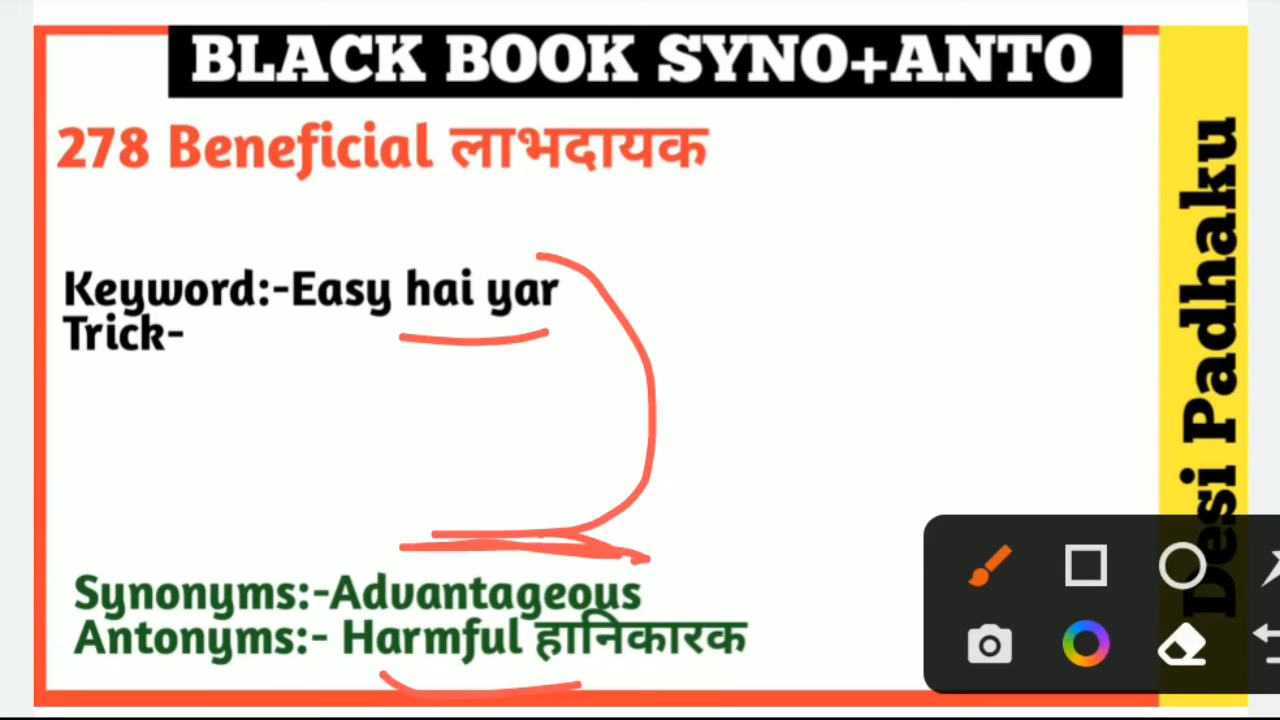 BLACK BOOK SYNO+ANTO
278 Beneficial लाभदायक
Keyword:-Easy hai yar
Trick-
Synonyms:-Advantageous
Antonyms:- Harmful हानिकारक
Desi Padhaku